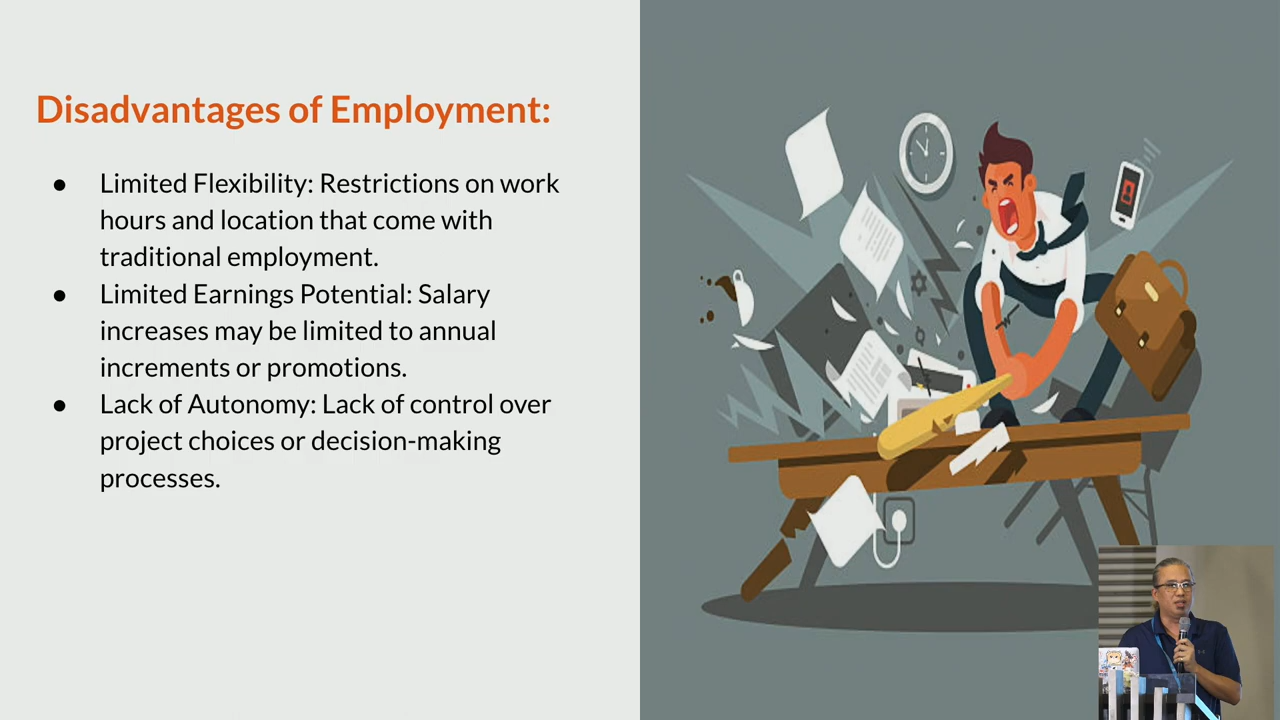 Disadvantages of Employment:
● Limited Flexibility: Restrictions on work
hours and location that come with
traditional employment.
● Limited Earnings Potential: Salary
increases may be limited to annual
increments or promotions.
● Lack of Autonomy: Lack of control over
project choices or decision-making
processes.